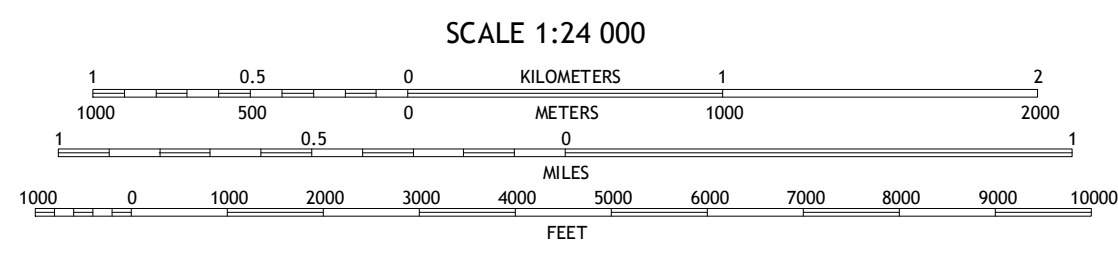 SCALE 1:24 000
1 0.5 0 KILOMETERS 1 2
1000 500 0 METERS 1000 2000
1 0.5 0 1
MILES
1000 0 1000 2000 3000 4000 5000 6000 7000 8000 9000 10000
FEET